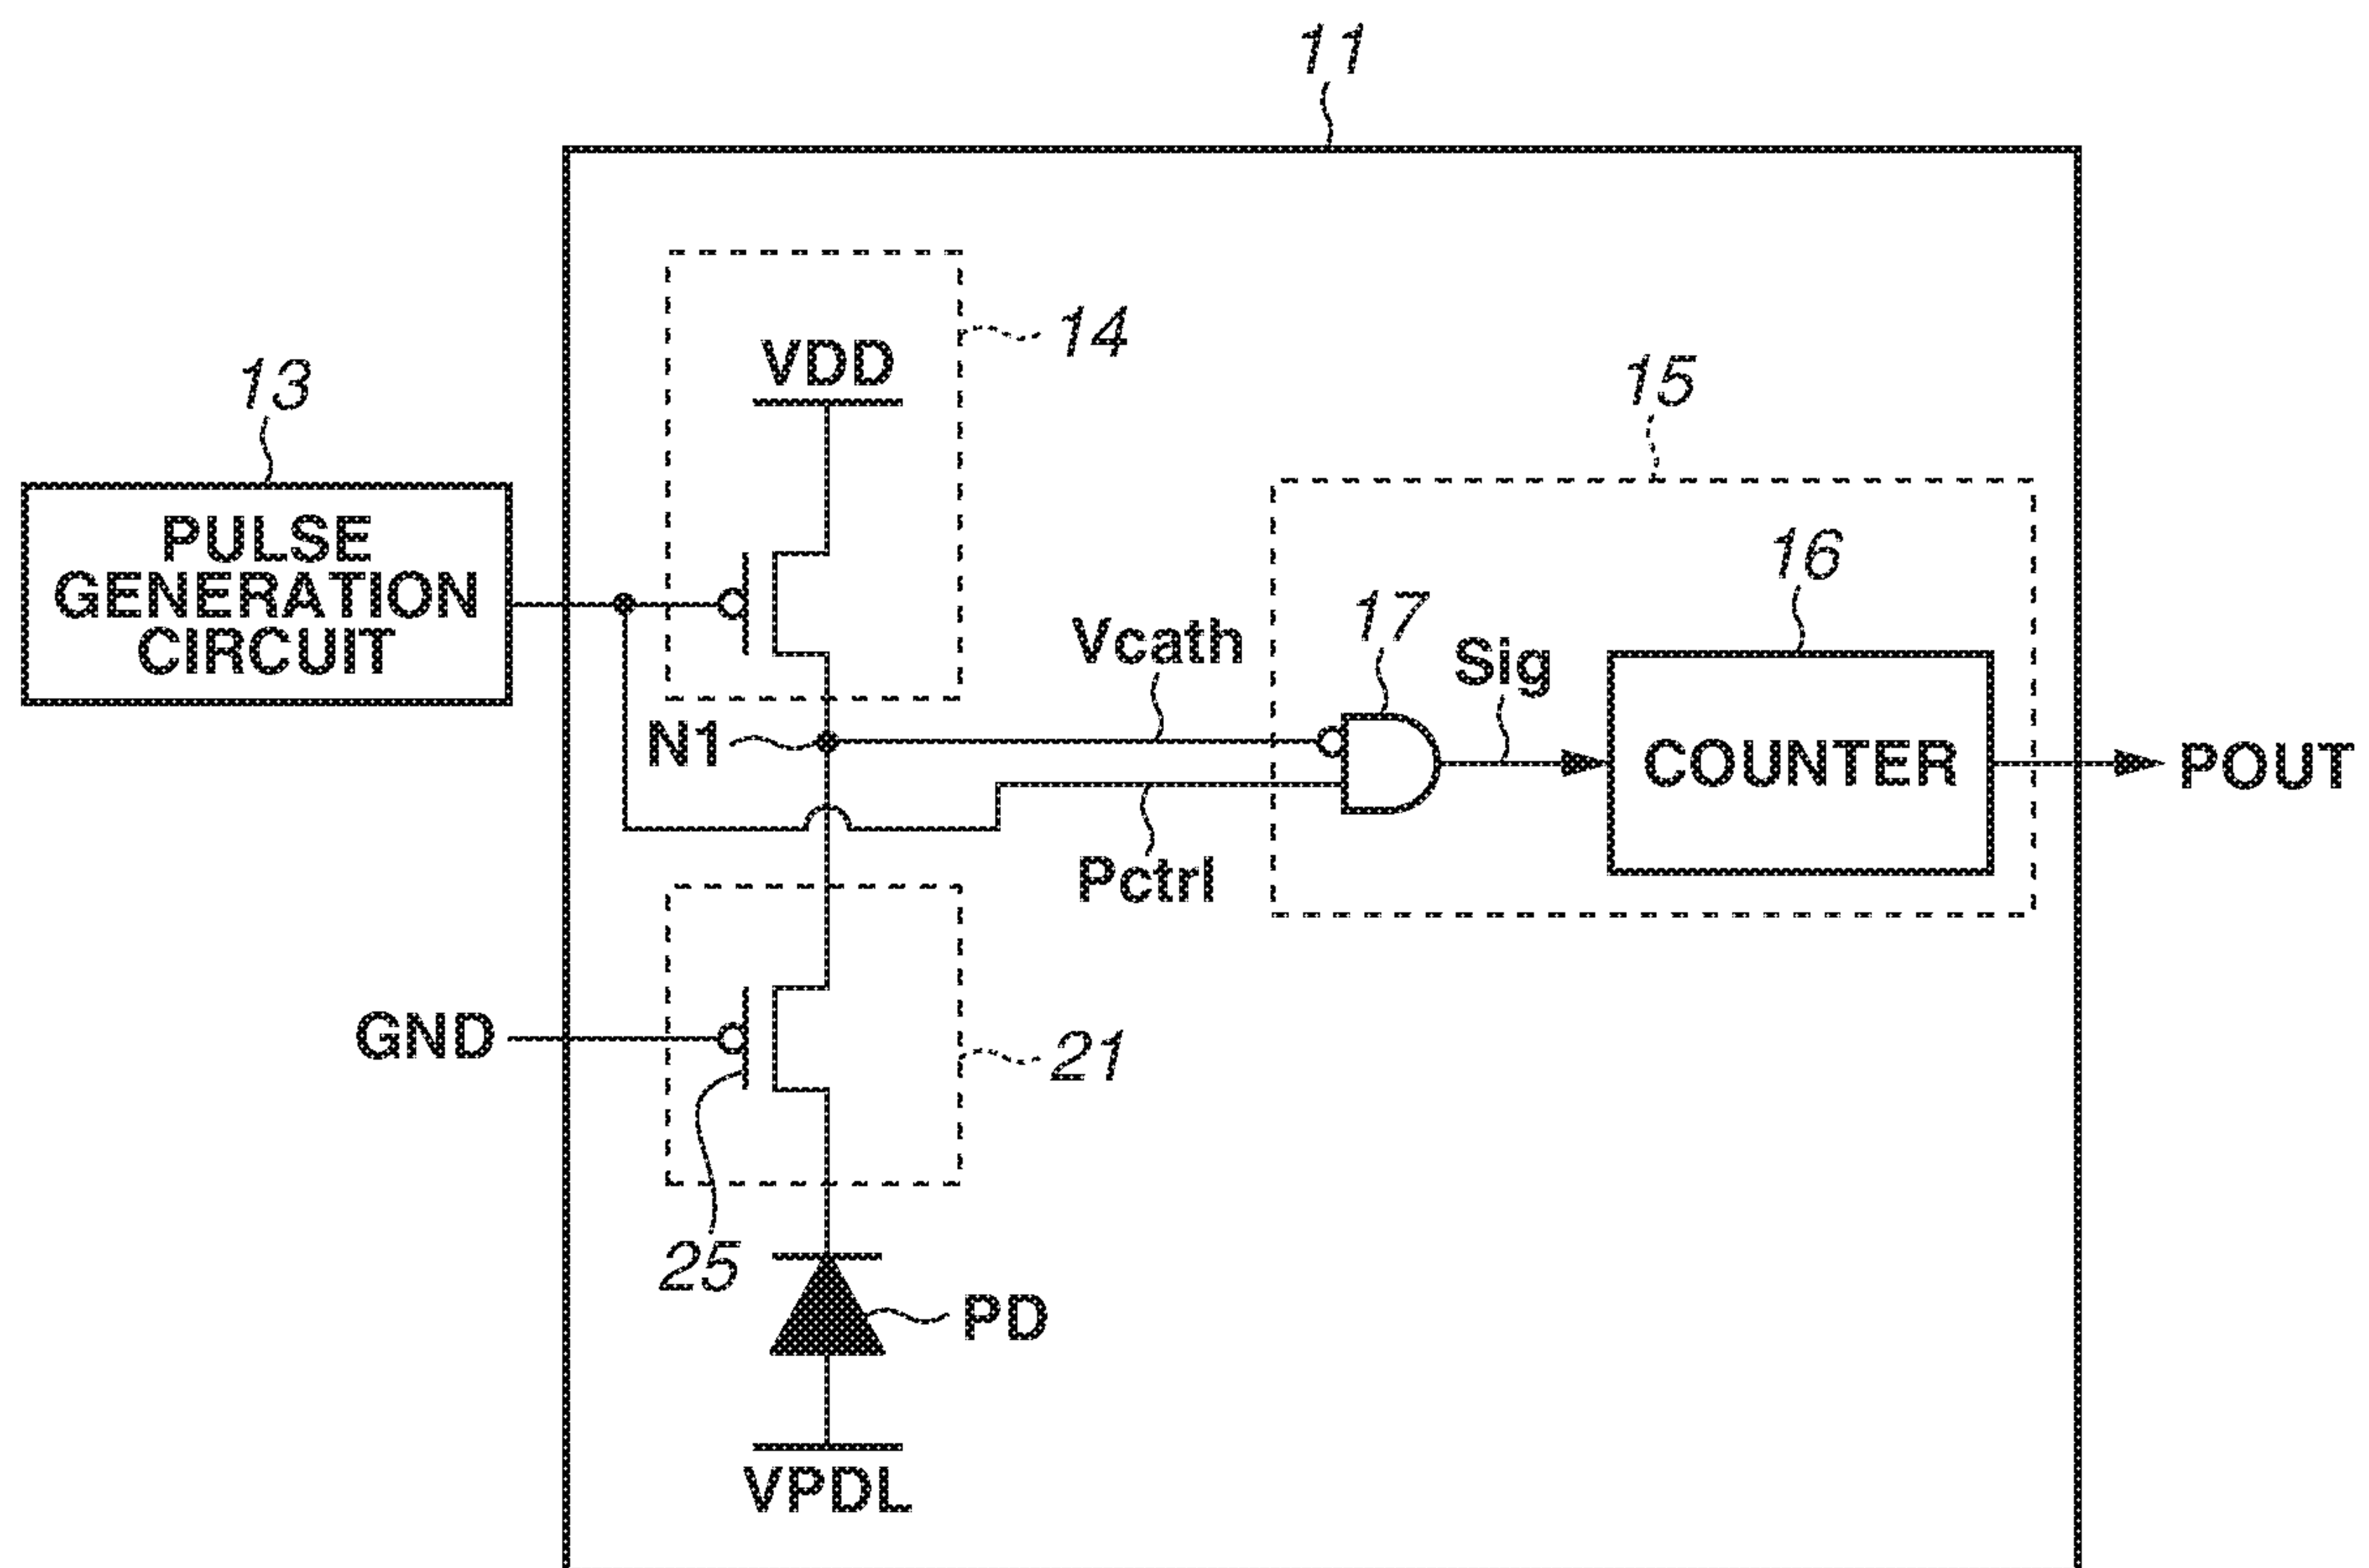 11
14
VDD
13
15
PULSE
GENERATION
CIRCUIT
16
17
Vcath
Sig
N1
COUNTER
POUT
Pctrl
GND
21
25
PD
VPDL